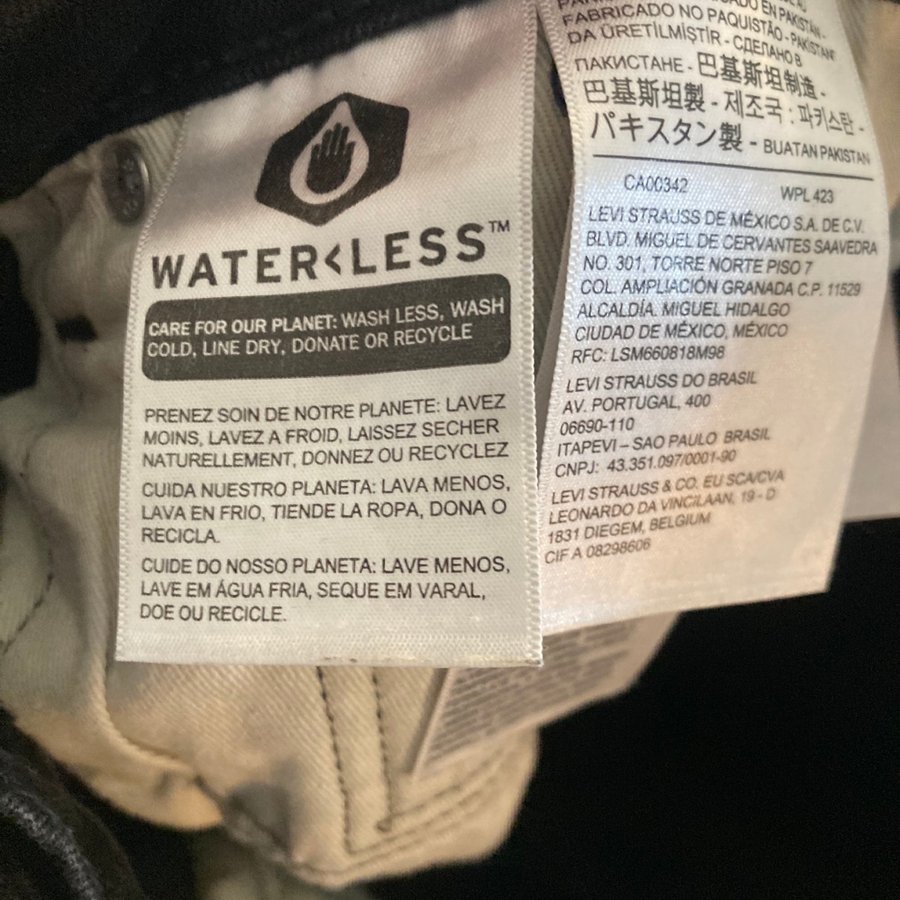 WATER<LESS™
CARE FOR OUR PLANET: WASH LESS, WASH
COLD, LINE DRY, DONATE OR RECYCLE
PRENEZ SOIN DE NOTRE PLANETE: LAVEZ
MOINS, LAVEZ A FROID, LAISSEZ SECHER
NATURELLEMENT, DONNEZ OU RECYCLEZ
CUIDA NUESTRO PLANETA: LAVA MENOS,
LAVA EN FRIO, TIENDE LA ROPA, DONA O
RECICLA.
CUIDE DO NOSSO PLANETA: LAVE MENOS,
LAVE EM ÁGUA FRIA, SEQUE EM VARAL,
DOE OU RECICLE.
EN PAKISTÁN -
FABRICADO NO PAQUISTÃO - PAKISTAN'
DA ÜRETİLMİŞTİR - СДЕЛАНО В
ПАКИСТАНЕ - 巴基斯坦制造 -
巴基斯坦製 - 제조국 : 파키스탄 -
パキスタン製 - BUATAN PAKISTAN
CA00342 WPL 423
LEVI STRAUSS DE MÉXICO S.A. DE C.V.
BLVD. MIGUEL DE CERVANTES SAAVEDRA
NO. 301, TORRE NORTE PISO 7
COL. AMPLIACIÓN GRANADA C.P. 11529
ALCALDÍA. MIGUEL HIDALGO
CIUDAD DE MÉXICO, MÉXICO
RFC: LSM660818M98
LEVI STRAUSS DO BRASIL
AV. PORTUGAL, 400
06690-110
ITAPEVI – SAO PAULO BRASIL
CNPJ: 43.351.097/0001-90
LEVI STRAUSS & CO. EU SCA/CVA
LEONARDO DA VINCILAAN, 19 - D
1831 DIEGEM, BELGIUM
CIF A 08298606